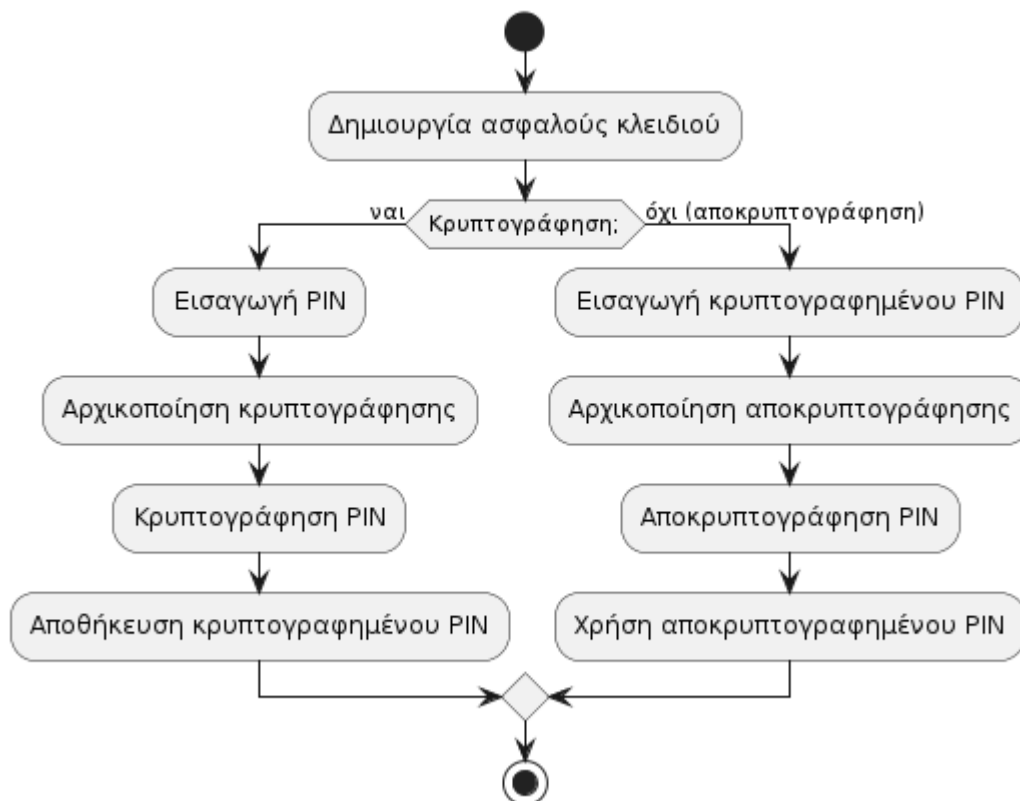 Δημιουργία ασφαλούς κλειδιού
ναι
Κρυπτογράφηση;
όχι (αποκρυπτογράφηση)
Εισαγωγή PIN
Αρχικοποίηση κρυπτογράφησης
Κρυπτογράφηση PIN
Αποθήκευση κρυπτογραφημένου PIN
Εισαγωγή κρυπτογραφημένου PIN
Αρχικοποίηση αποκρυπτογράφησης
Αποκρυπτογράφηση PIN
Χρήση αποκρυπτογραφημένου PIN